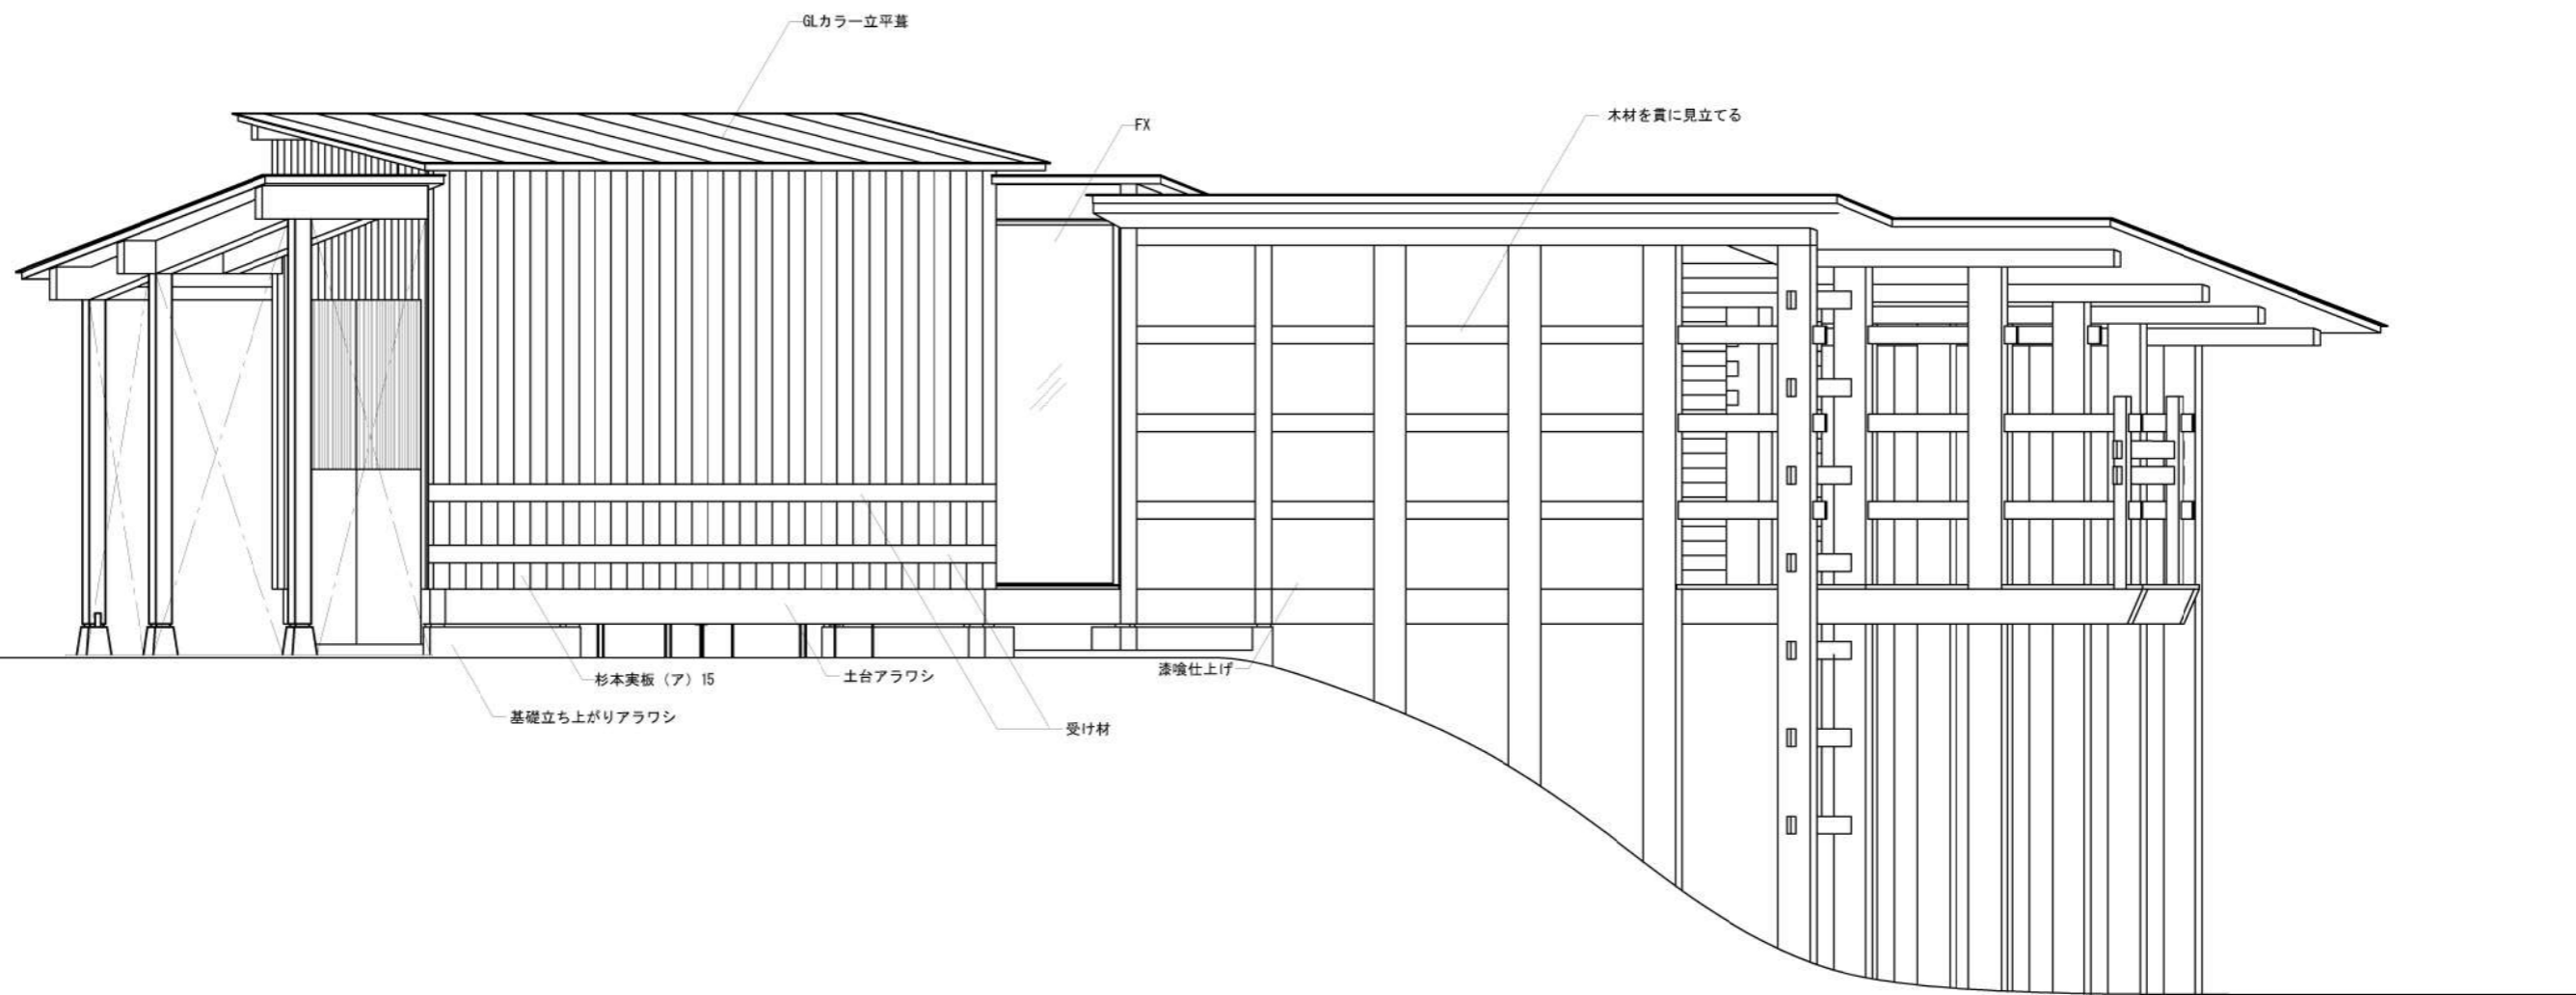 GLカラー立平葺
FX
木材を貫に見立てる
杉本実板（ア）15
土台アラワシ
漆喰仕上げ
基礎立ち上がりアラワシ
受け材